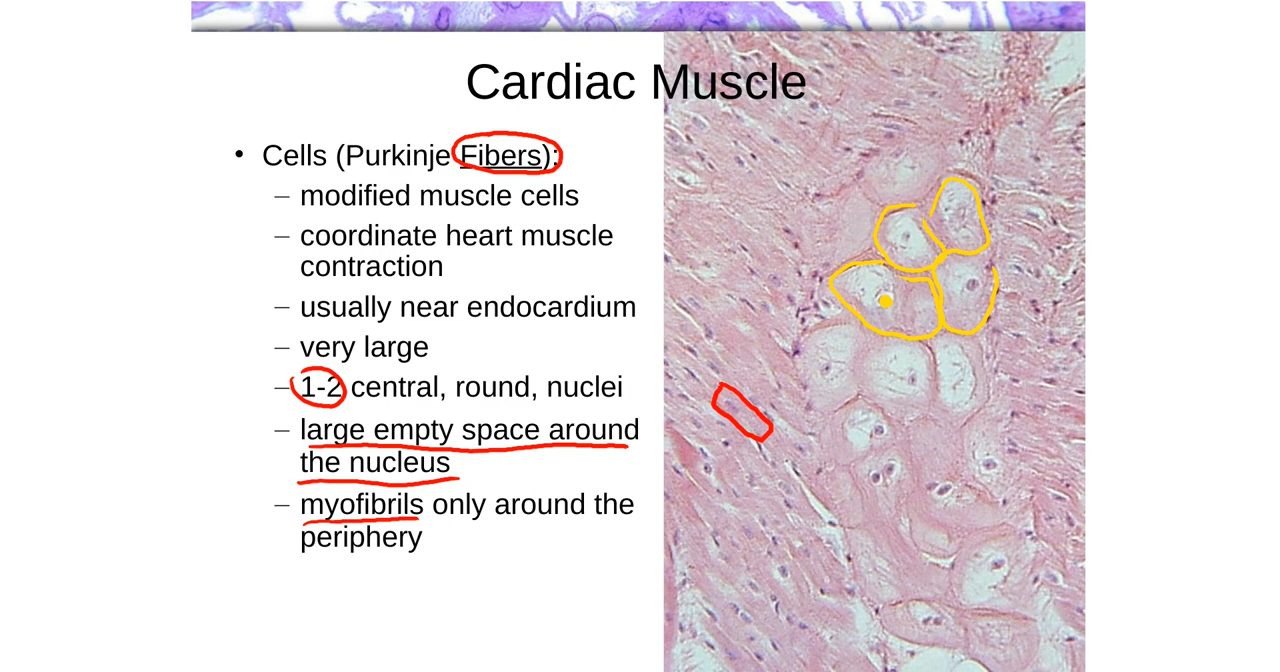 Cardiac Muscle
• Cells (Purkinje Fibers):
– modified muscle cells
– coordinate heart muscle
contraction
– usually near endocardium
– very large
– 1-2 central, round, nuclei
– large empty space around
the nucleus
– myofibrils only around the
periphery